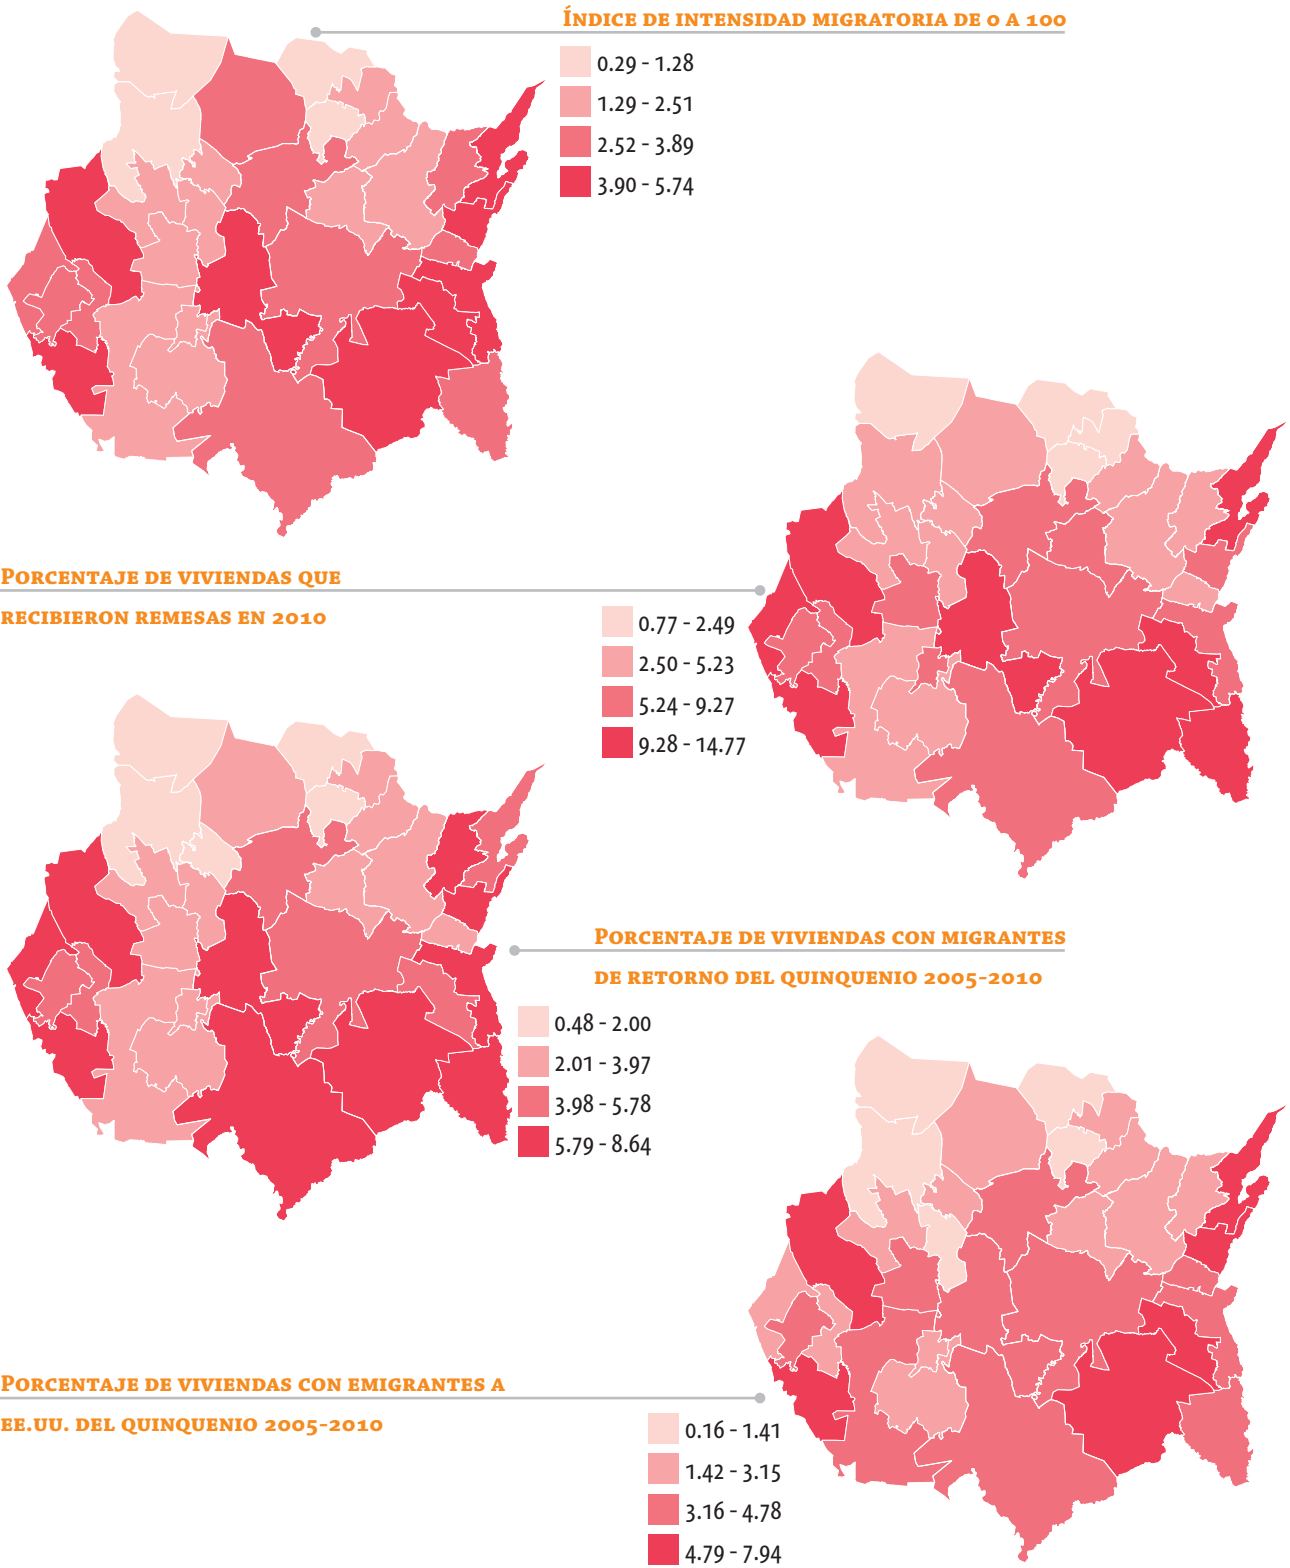 ÍNDICE DE INTENSIDAD MIGRATORIA DE 0 A 100
0.29 - 1.28
1.29 - 2.51
2.52 - 3.89
3.90 - 5.74
PORCENTAJE DE VIVIENDAS QUE
RECIBIERON REMESAS EN 2010
0.77 - 2.49
2.50 - 5.23
5.24 - 9.27
9.28 - 14.77
PORCENTAJE DE VIVIENDAS CON MIGRANTES
DE RETORNO DEL QUINQUENIO 2005-2010
0.48 - 2.00
2.01 - 3.97
3.98 - 5.78
5.79 - 8.64
PORCENTAJE DE VIVIENDAS CON EMIGRANTES A
EE.UU. DEL QUINQUENIO 2005-2010
0.16 - 1.41
1.42 - 3.15
3.16 - 4.78
4.79 - 7.94